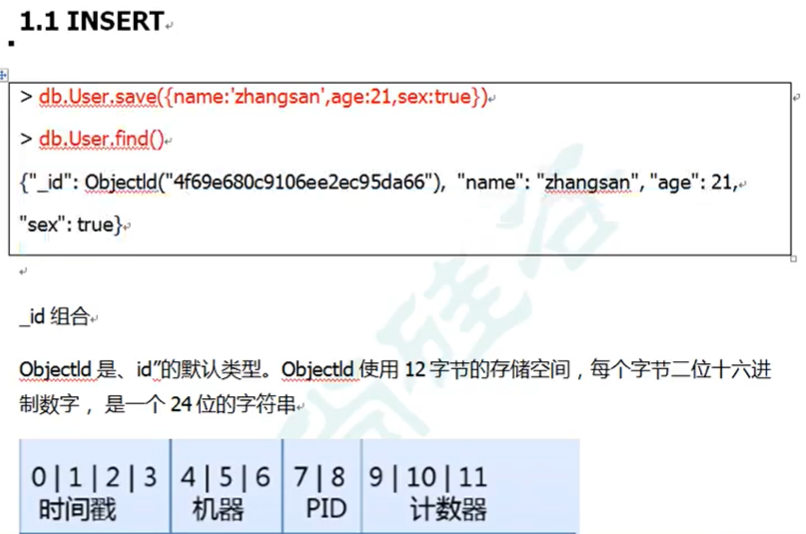 1.1 INSERT
> db.User.save({name:'zhangsan',age:21,sex:true})
> db.User.find()
{"_id": ObjectId("4f69e680c9106ee2ec95da66"), "name": "zhangsan", "age": 21,
"sex": true}
_id 组合
ObjectId 是、id”的默认类型。ObjectId 使用 12 字节的存储空间，每个字节二位十六进
制数字， 是一个 24 位的字符串
0 | 1 | 2 | 3 4 | 5 | 6 7 | 8 9 | 10 | 11
时间戳 机器 PID 计数器
尚硅谷